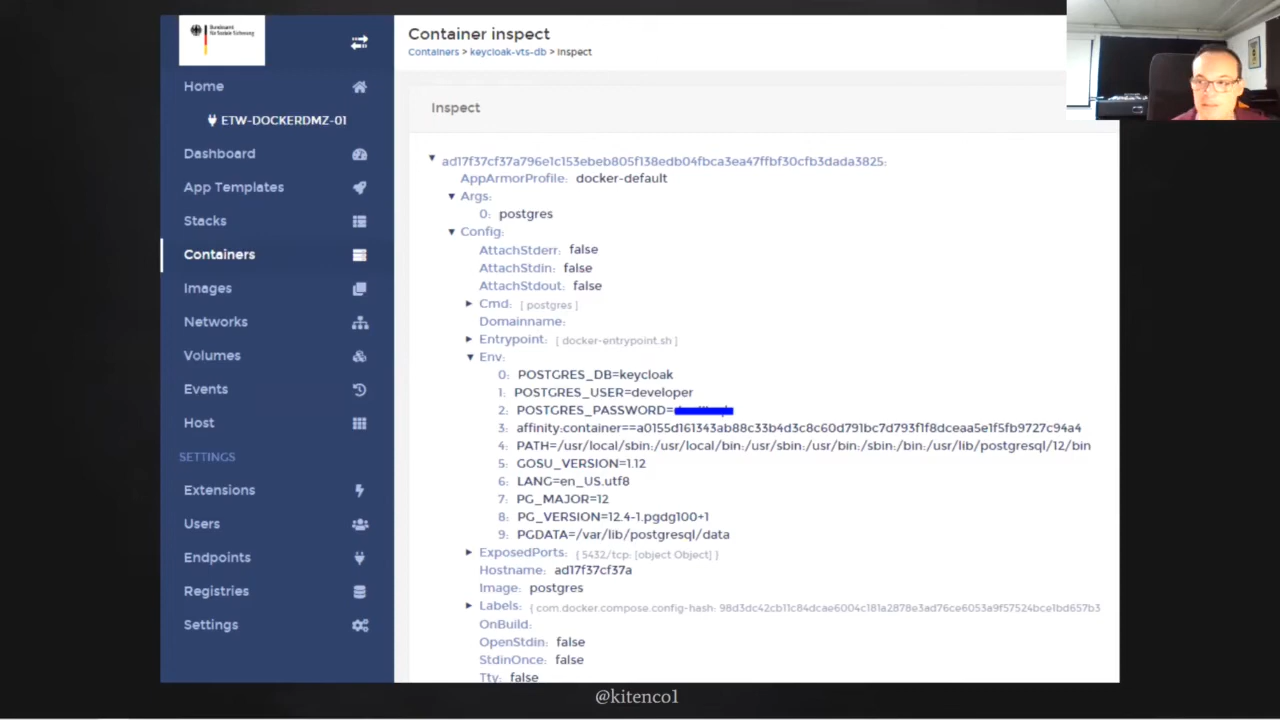 Bundesamt
für Soziale Sicherung
Home
ETW-DOCKERDMZ-01
Dashboard
App Templates
Stacks
Containers
Images
Networks
Volumes
Events
Host
SETTINGS
Extensions
Users
Endpoints
Registries
Settings
Container inspect
Containers > keycloak-vts-db > Inspect
Inspect
ad17f37cf37a796e1c153ebeb805f138edb04fbca3ea47ffbf30cfb3dada3825:
AppArmorProfile: docker-default
Args:
0: postgres
Config:
AttachStderr: false
AttachStdin: false
AttachStdout: false
Cmd: [ postgres ]
Domainname:
Entrypoint: [ docker-entrypoint.sh ]
Env:
0: POSTGRES_DB=keycloak
1: POSTGRES_USER=developer
2: POSTGRES_PASSWORD=
3: affinity:container==a0155d161343ab88c33b4d3c8c60d791bc7d793f1f8dceaa5e1f5fb9727c94a4
4: PATH=/usr/local/sbin:/usr/local/bin:/usr/sbin:/usr/bin:/sbin:/bin:/usr/lib/postgresql/12/bin
5: GOSU_VERSION=1.12
6: LANG=en_US.utf8
7: PG_MAJOR=12
8: PG_VERSION=12.4-1.pgdg100+1
9: PGDATA=/var/lib/postgresql/data
ExposedPorts: { 5432/tcp: [object Object] }
Hostname: ad17f37cf37a
Image: postgres
Labels: { com.docker.compose.config-hash: 98d3dc42cb11c84dcae6004c181a2878e3ad76ce6053a9f57524bce1bd657b3
OnBuild:
OpenStdin: false
StdinOnce: false
Tty: false
@kitenco1